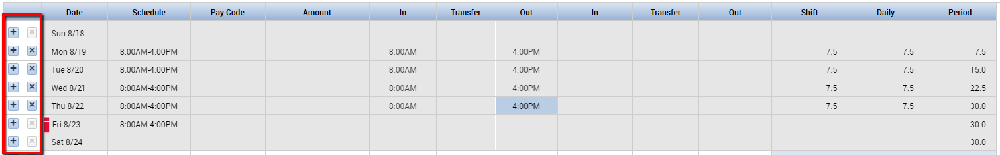 Date Schedule Pay Code Amount In Transfer Out In Transfer Out Shift Daily Period
Sun 8/18
Mon 8/19 8:00AM-4:00PM 8:00AM 4:00PM 7.5 7.5 7.5
Tue 8/20 8:00AM-4:00PM 8:00AM 4:00PM 7.5 7.5 15.0
Wed 8/21 8:00AM-4:00PM 8:00AM 4:00PM 7.5 7.5 22.5
Thu 8/22 8:00AM-4:00PM 8:00AM 4:00PM 7.5 7.5 30.0
Fri 8/23 8:00AM-4:00PM 30.0
Sat 8/24 30.0